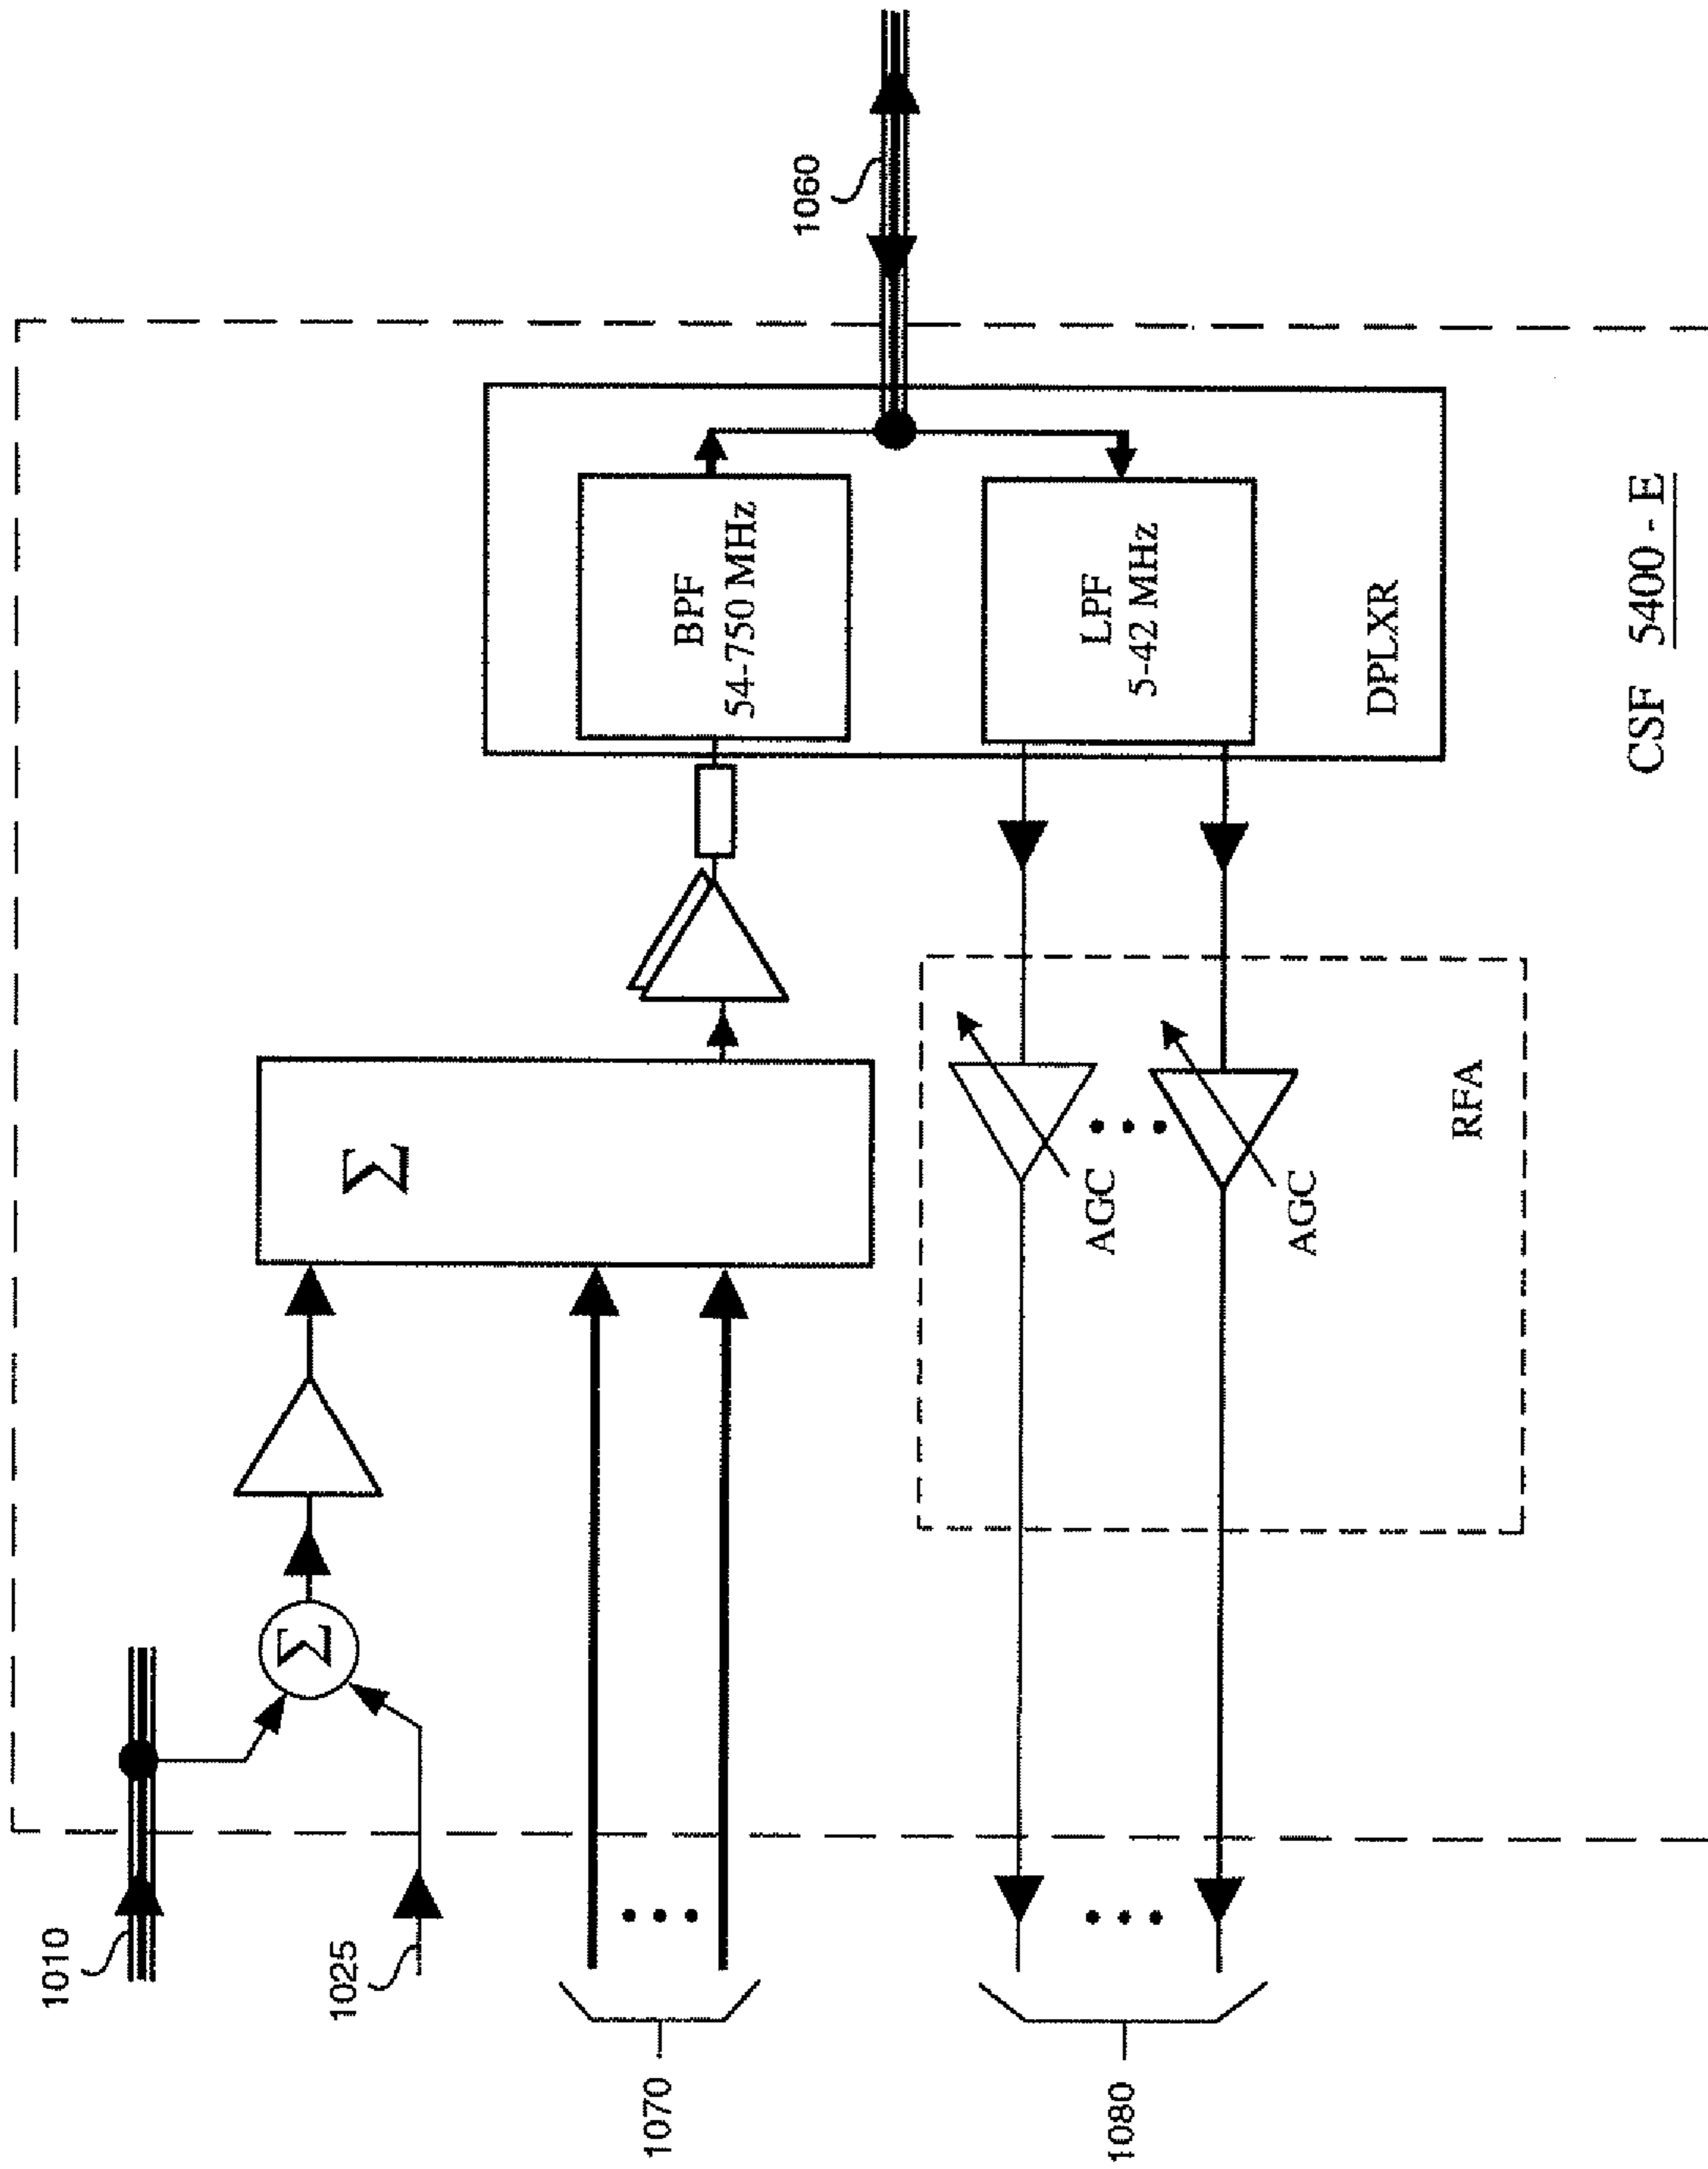 1010
1025
1070
1080
Σ
Σ
1060
BPF
54-750 MHz
LPF
5-42 MHz
DPLXR
AGC
AGC
RFA
CSF 5400 - E